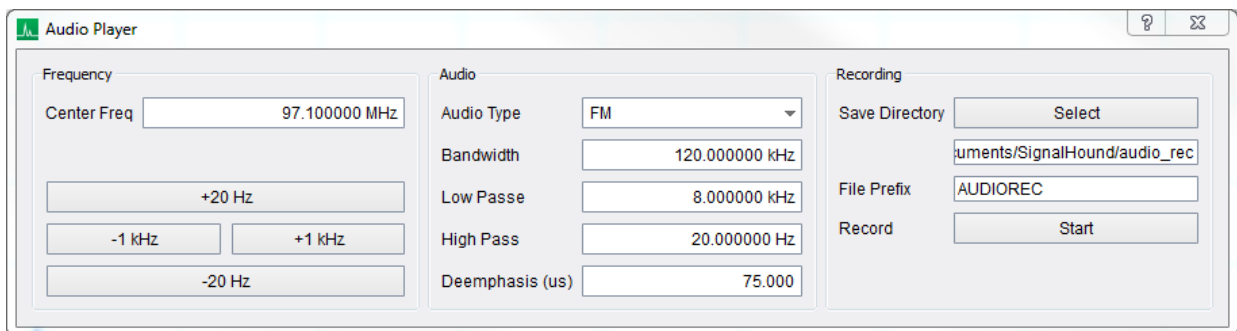 Audio Player
Frequency
Center Freq 97.100000 MHz
+20 Hz
-1 kHz +1 kHz
-20 Hz
Audio
Audio Type FM
Bandwidth 120.000000 kHz
Low Passe 8.000000 kHz
High Pass 20.000000 Hz
Deemphasis (us) 75.000
Recording
Save Directory Select
cuments/SignalHound/audio_rec
File Prefix AUDIOREC
Record Start